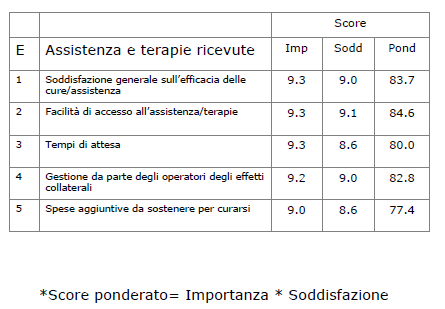 Score
E Assistenza e terapie ricevute Imp Sodd Pond
1 Soddisfazione generale sull’efficacia delle
cure/assistenza 9.3 9.0 83.7
2 Facilità di accesso all’assistenza/terapie 9.3 9.1 84.6
3 Tempi di attesa 9.3 8.6 80.0
4 Gestione da parte degli operatori degli effetti
collaterali 9.2 9.0 82.8
5 Spese aggiuntive da sostenere per curarsi 9.0 8.6 77.4
*Score ponderato= Importanza * Soddisfazione